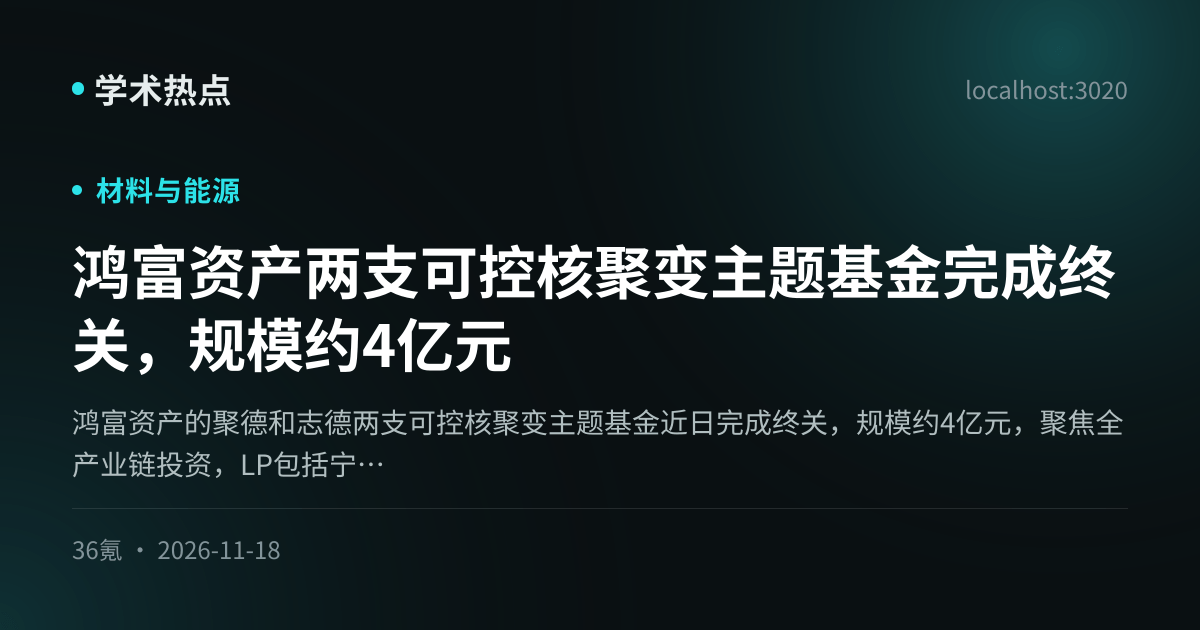 学术热点
localhost:3020
材料与能源
鸿富资产两支可控核聚变主题基金完成终
关，规模约4亿元
鸿富资产的聚德和志德两支可控核聚变主题基金近日完成终关，规模约4亿元，聚焦全
产业链投资，LP包括宁…
36氪 · 2026-11-18